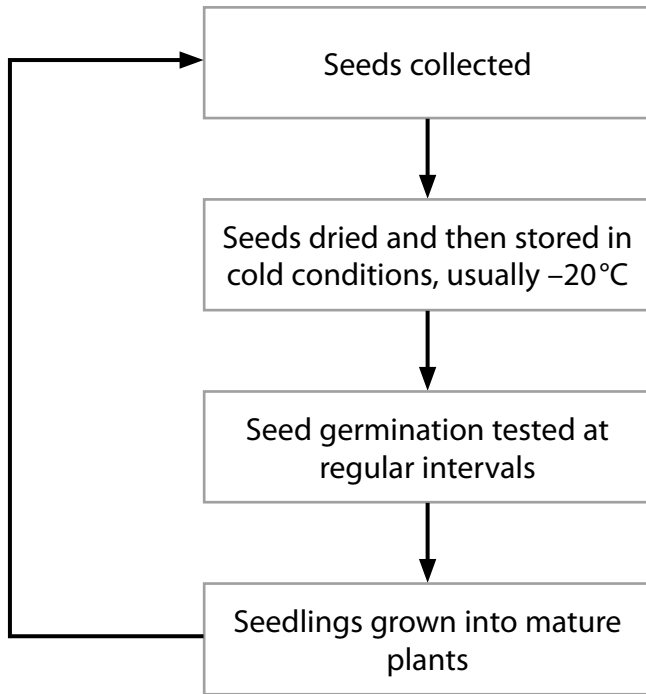 Seeds collected
Seeds dried and then stored in
cold conditions, usually –20 °C
Seed germination tested at
regular intervals
Seedlings grown into mature
plants